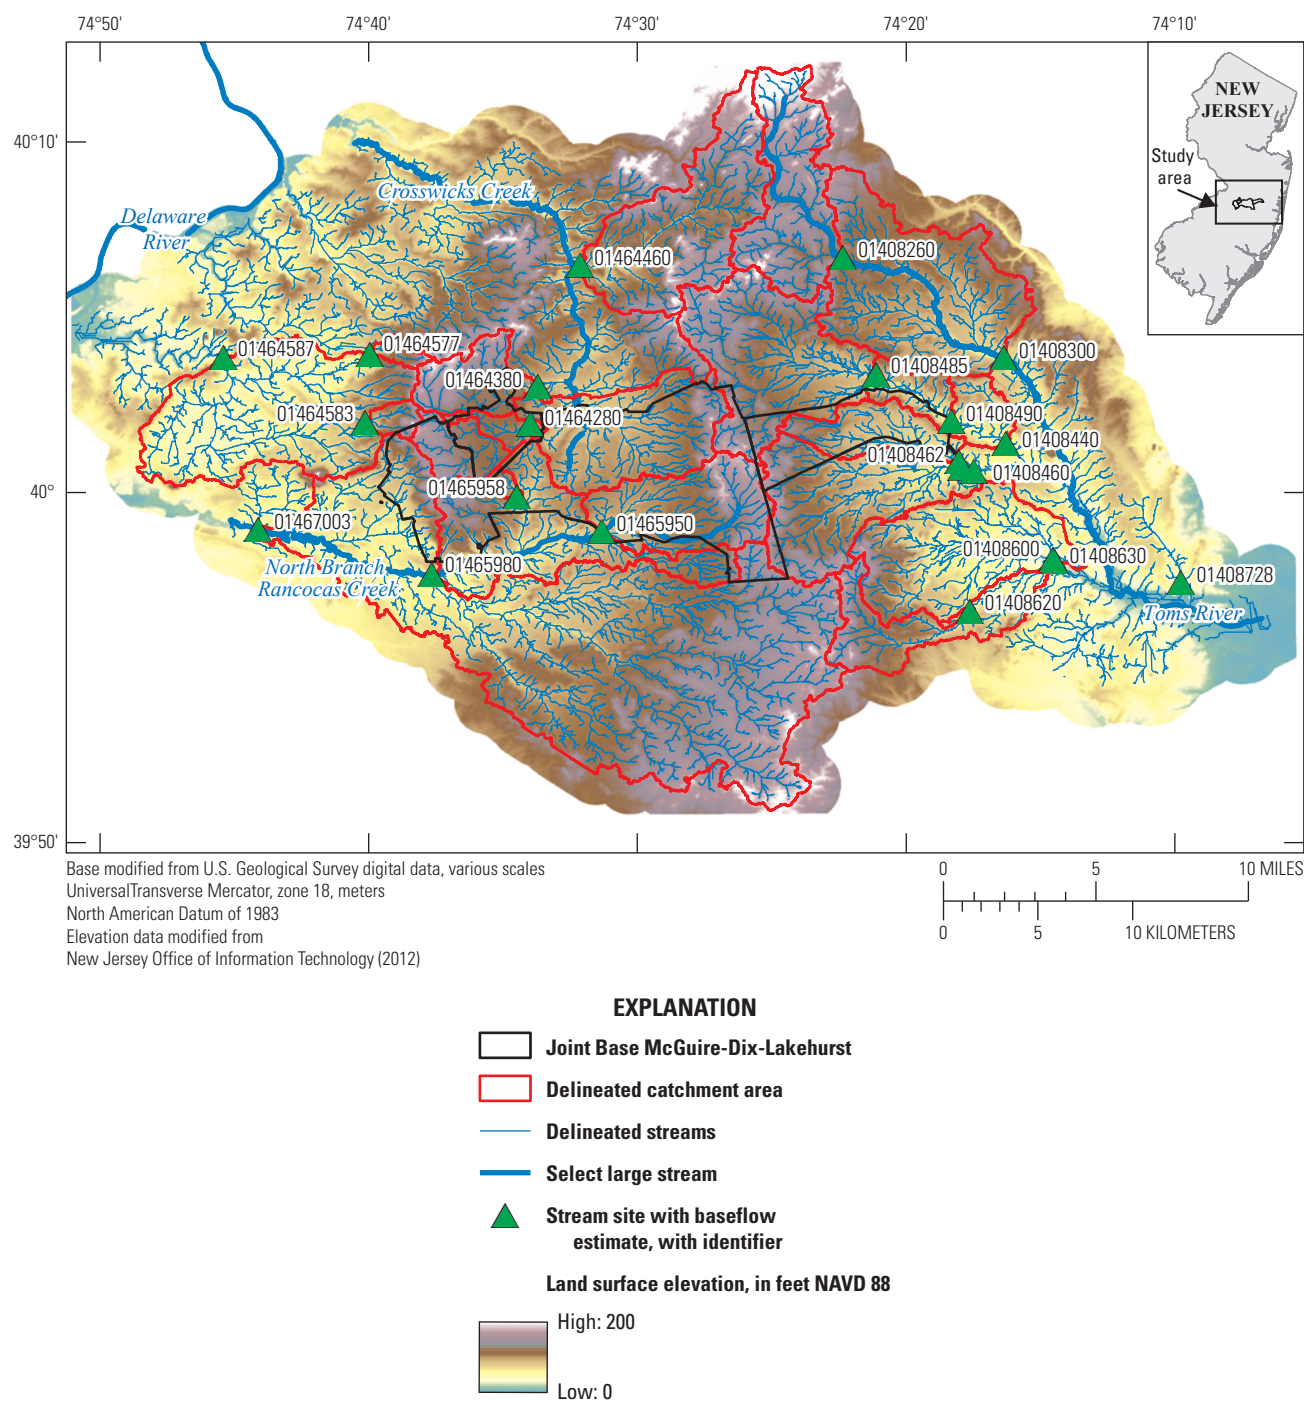 74°50'
74°40'
74°30'
74°20'
74°10'
40°10'
40°
39°50'
NEW
JERSEY
Study
area
Crosswicks Creek
Delaware
River
01464460
01408260
01464587
01464577
01408300
01408485
01464380
01464583
01464280
01408490
01408440
01408462
01408460
01465958
01467003
01465950
01408600
01408630
01465980
01408728
North Branch
Rancocas Creek
01408620
Toms River
Base modified from U.S. Geological Survey digital data, various scales
UniversalTransverse Mercator, zone 18, meters
North American Datum of 1983
Elevation data modified from
New Jersey Office of Information Technology (2012)
0 5 10 MILES
0 5 10 KILOMETERS
EXPLANATION
Joint Base McGuire-Dix-Lakehurst
Delineated catchment area
Delineated streams
Select large stream
Stream site with baseflow
estimate, with identifier
Land surface elevation, in feet NAVD 88
High: 200
Low: 0